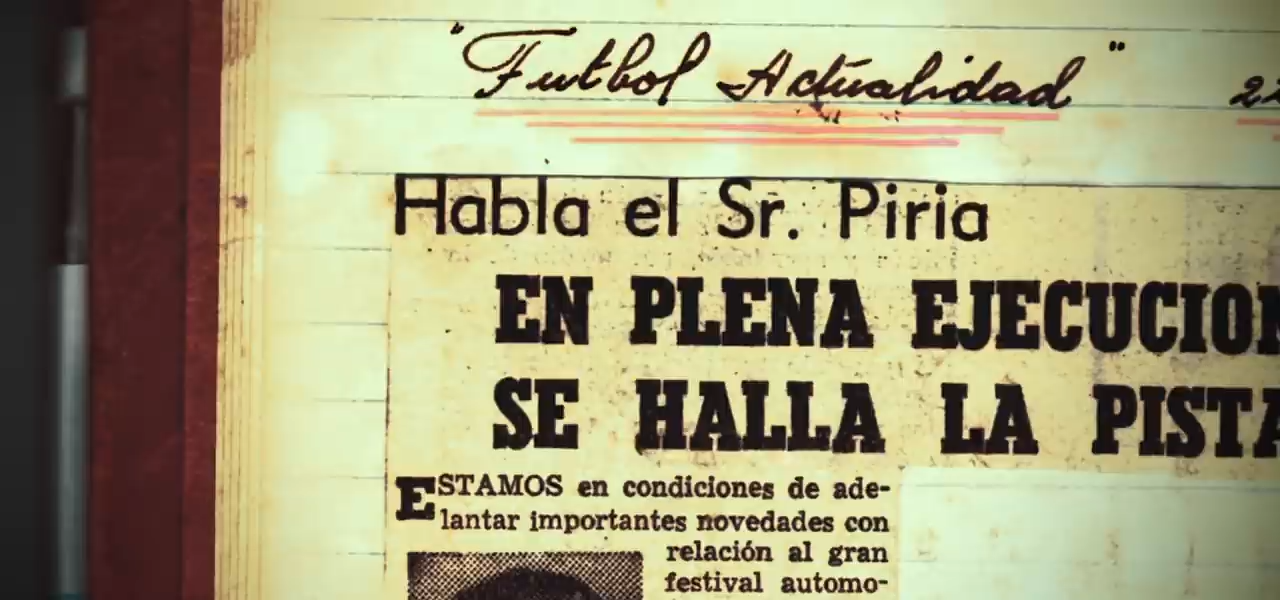 "Futbol Actualidad"
Habla el Sr. Piria
EN PLENA EJECUCION
SE HALLA LA PISTA
ESTAMOS en condiciones de ade-
lantar importantes novedades con
relación al gran
festival automo-